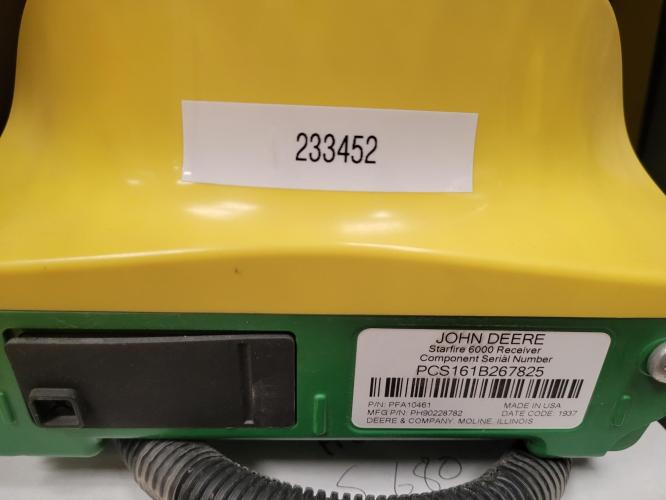 233452
JOHN DEERE
Starfire 6000 Receiver
Component Serial Number
PCS161B267825
P/N: PFA10461 MADE IN USA
MFG P/N: PH90228782 DATE CODE: 1937
DEERE & COMPANY, MOLINE, ILLINOIS
680